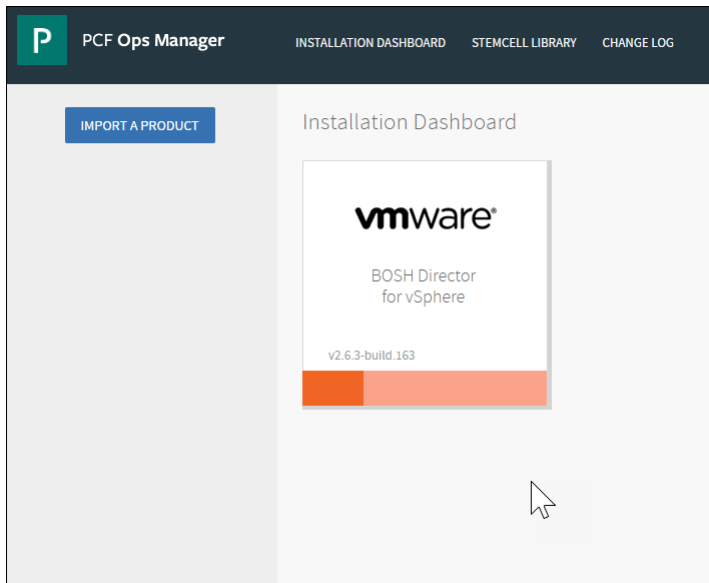 P
PCF Ops Manager
INSTALLATION DASHBOARD
STEMCELL LIBRARY
CHANGE LOG
IMPORT A PRODUCT
Installation Dashboard
vmware®
BOSH Director
for vSphere
v2.6.3-build.163